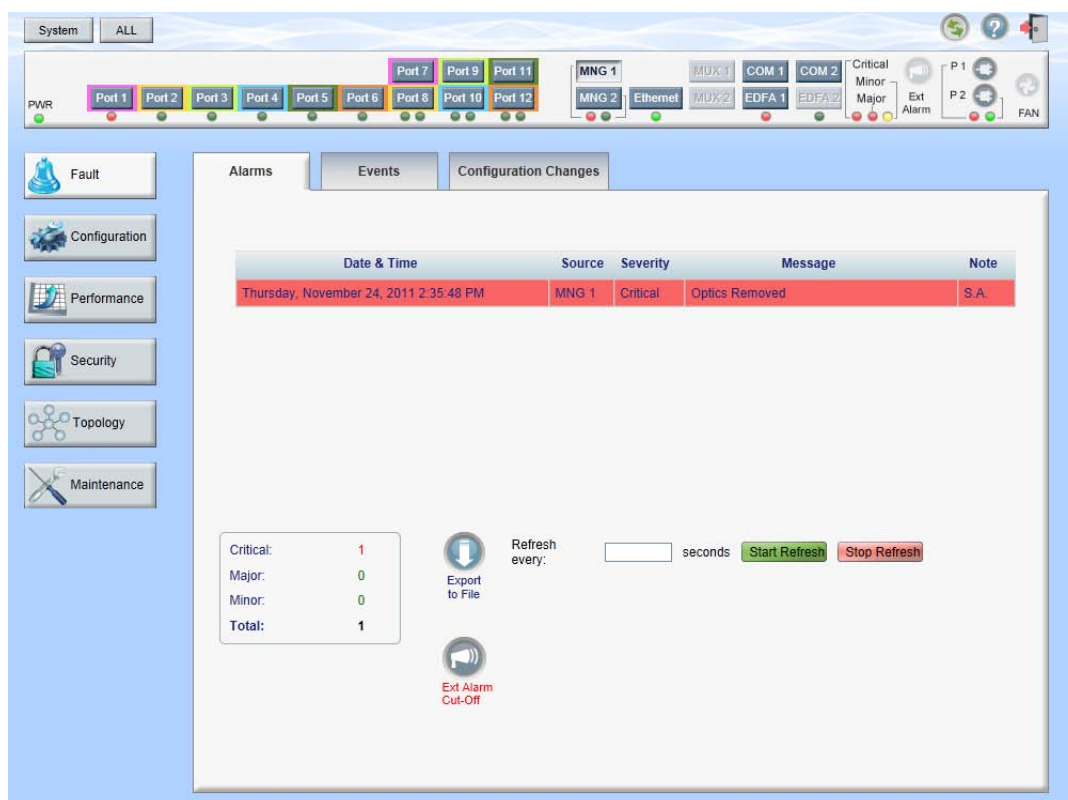 System ALL
Port 7 Port 9 Port 11 MNG 1 MUX 1 COM 1 COM 2 Critical P 1
Minor
PWR Port 1 Port 2 Port 3 Port 4 Port 5 Port 6 Port 8 Port 10 Port 12 MNG 2 Ethernet MUX 2 EDFA 1 EDFA 2 Major Ext Alarm P 2 FAN
Fault
Configuration
Performance
Security
Topology
Maintenance
Alarms Events Configuration Changes
Date & Time Source Severity Message Note
Thursday, November 24, 2011 2:35:48 PM MNG 1 Critical Optics Removed S.A.
Critical: 1
Major: 0
Minor: 0
Total: 1
Export
to File
Ext Alarm
Cut-Off
Refresh
every:
seconds Start Refresh Stop Refresh